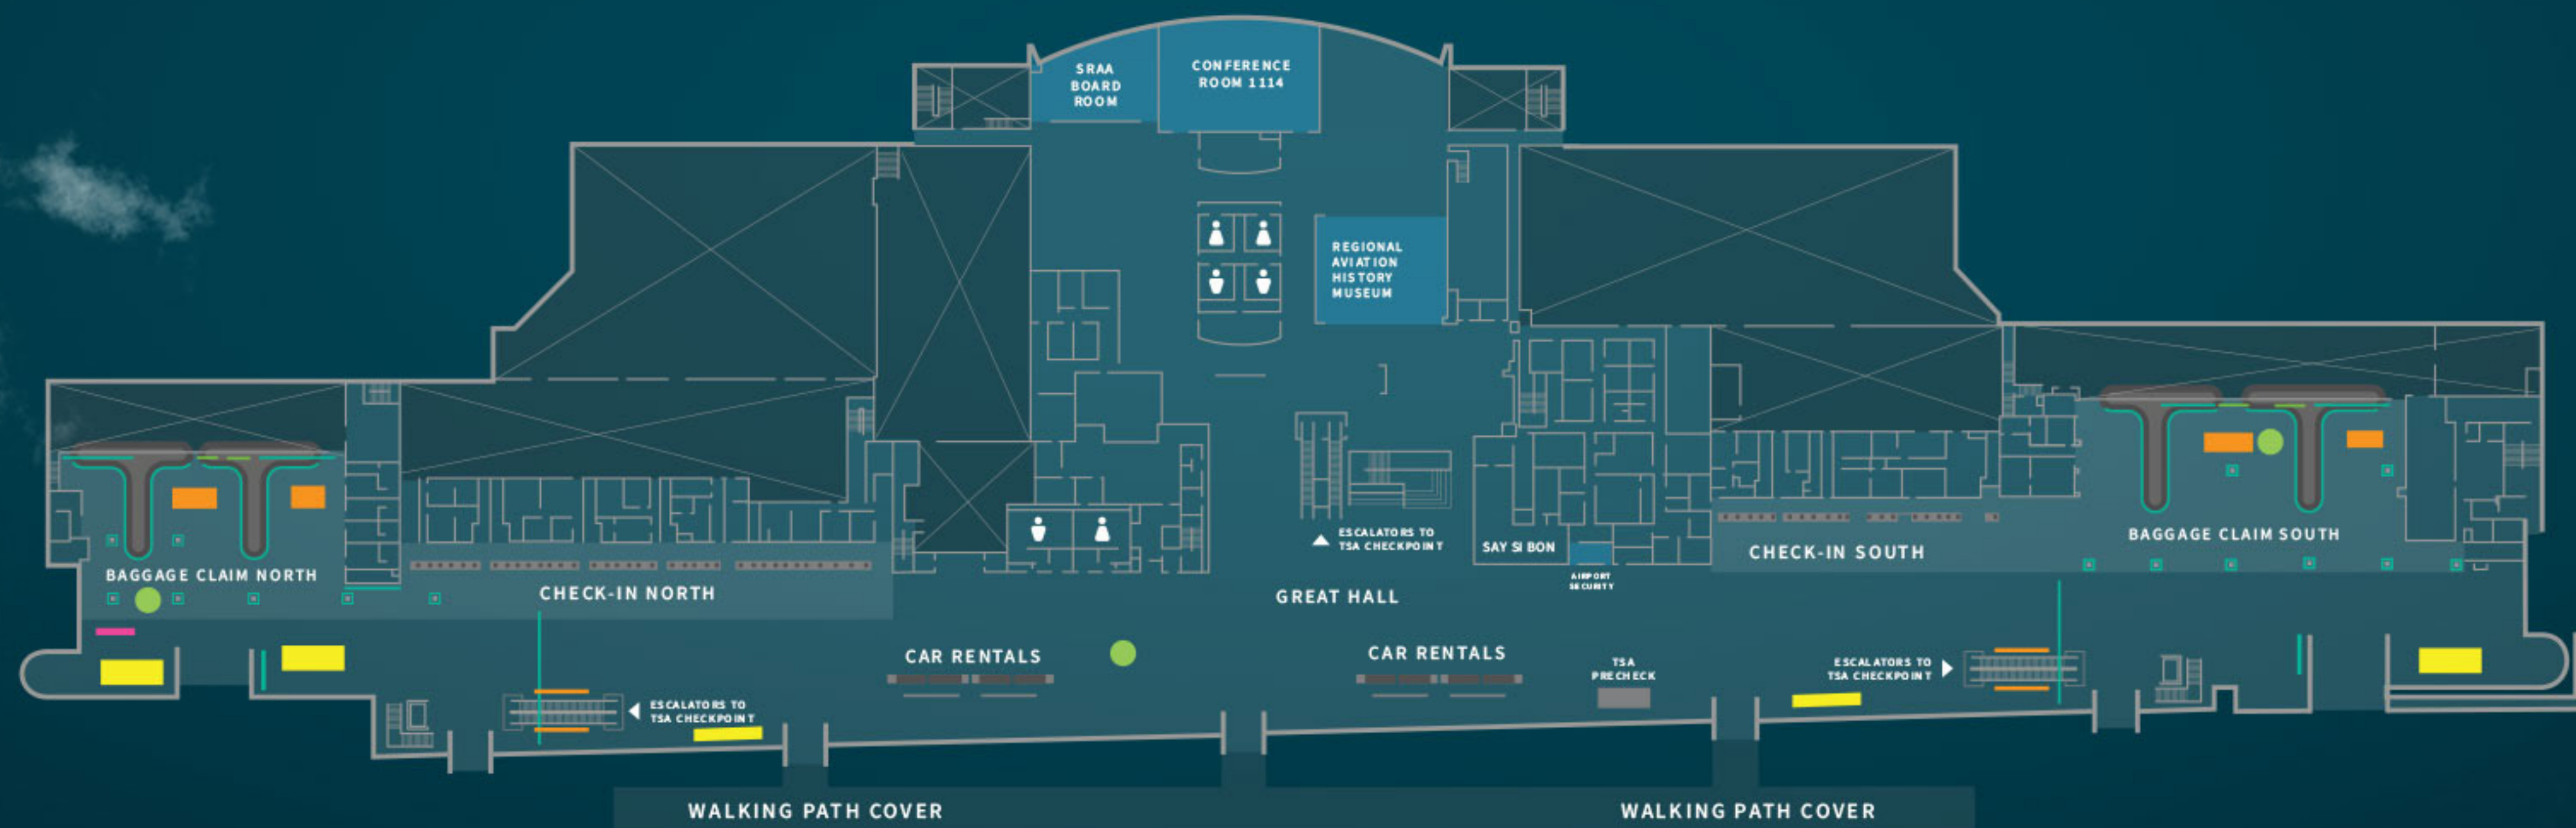 SRAA
BOARD
ROOM
CONFERENCE
ROOM 1114
REGIONAL
AVIATION
HISTORY
MUSEUM
ESCALATORS TO
TSA CHECKPOINT
SAY SI BON
AIRPORT
SECURITY
CHECK-IN SOUTH
BAGGAGE CLAIM SOUTH
BAGGAGE CLAIM NORTH
CHECK-IN NORTH
GREAT HALL
CAR RENTALS
CAR RENTALS
TSA
PRECHECK
ESCALATORS TO
TSA CHECKPOINT
ESCALATORS TO
TSA CHECKPOINT
WALKING PATH COVER
WALKING PATH COVER